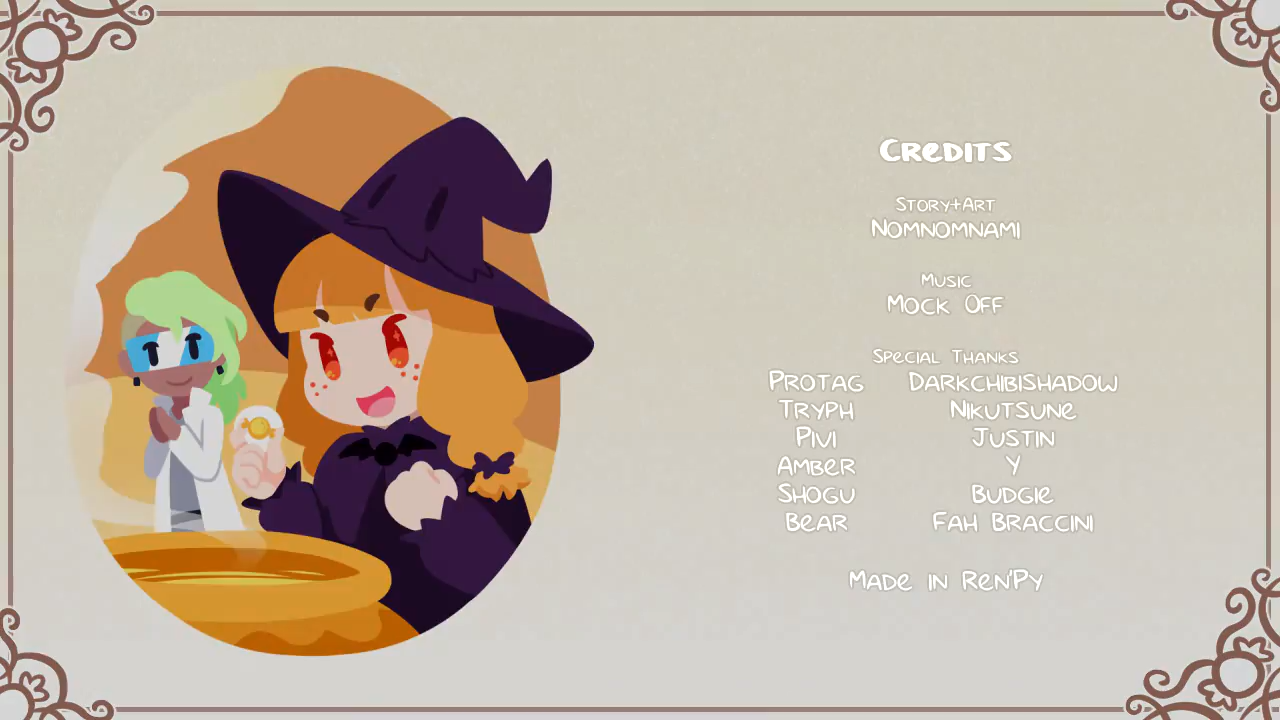 Credits
Story+Art
Nomnomnami
Music
Mock Off
Special Thanks
Protag Darkchibishadow
Tryph Nikutsune
Pivi Justin
Amber Y
Shogu Budgie
Bear Fah Braccini
Made in Ren'Py